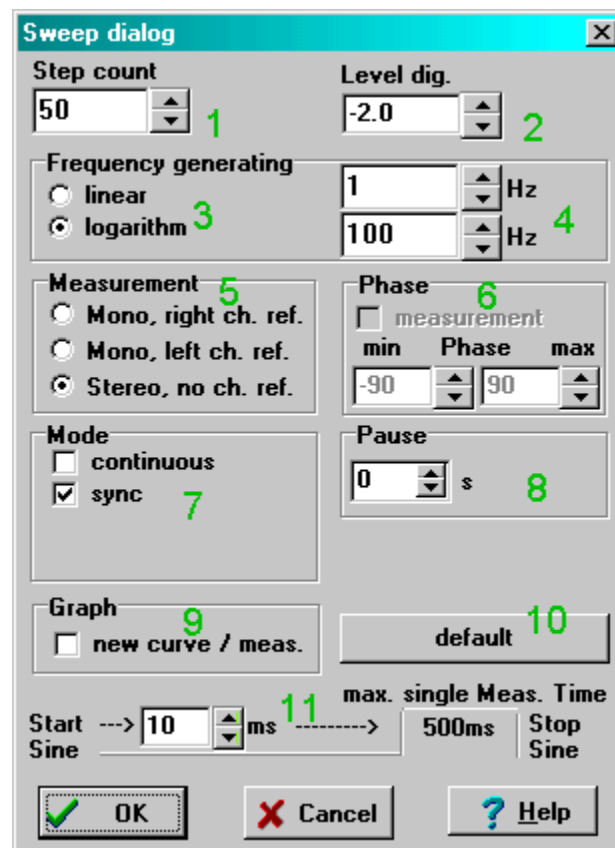 Sweep dialog
Step count
50
1
Level dig.
-2.0
2
Frequency generating
linear
logarithm
3
1 Hz
100 Hz
4
Measurement
5
Mono, right ch. ref.
Mono, left ch. ref.
Stereo, no ch. ref.
Phase
6
measurement
min Phase max
-90 90
Mode
continuous
sync
7
Pause
0 s
8
Graph
9
new curve / meas.
10
default
max. single Meas. Time
Start Sine
---> 10 ms
11
--------->
500ms
Stop Sine
OK
Cancel
Help